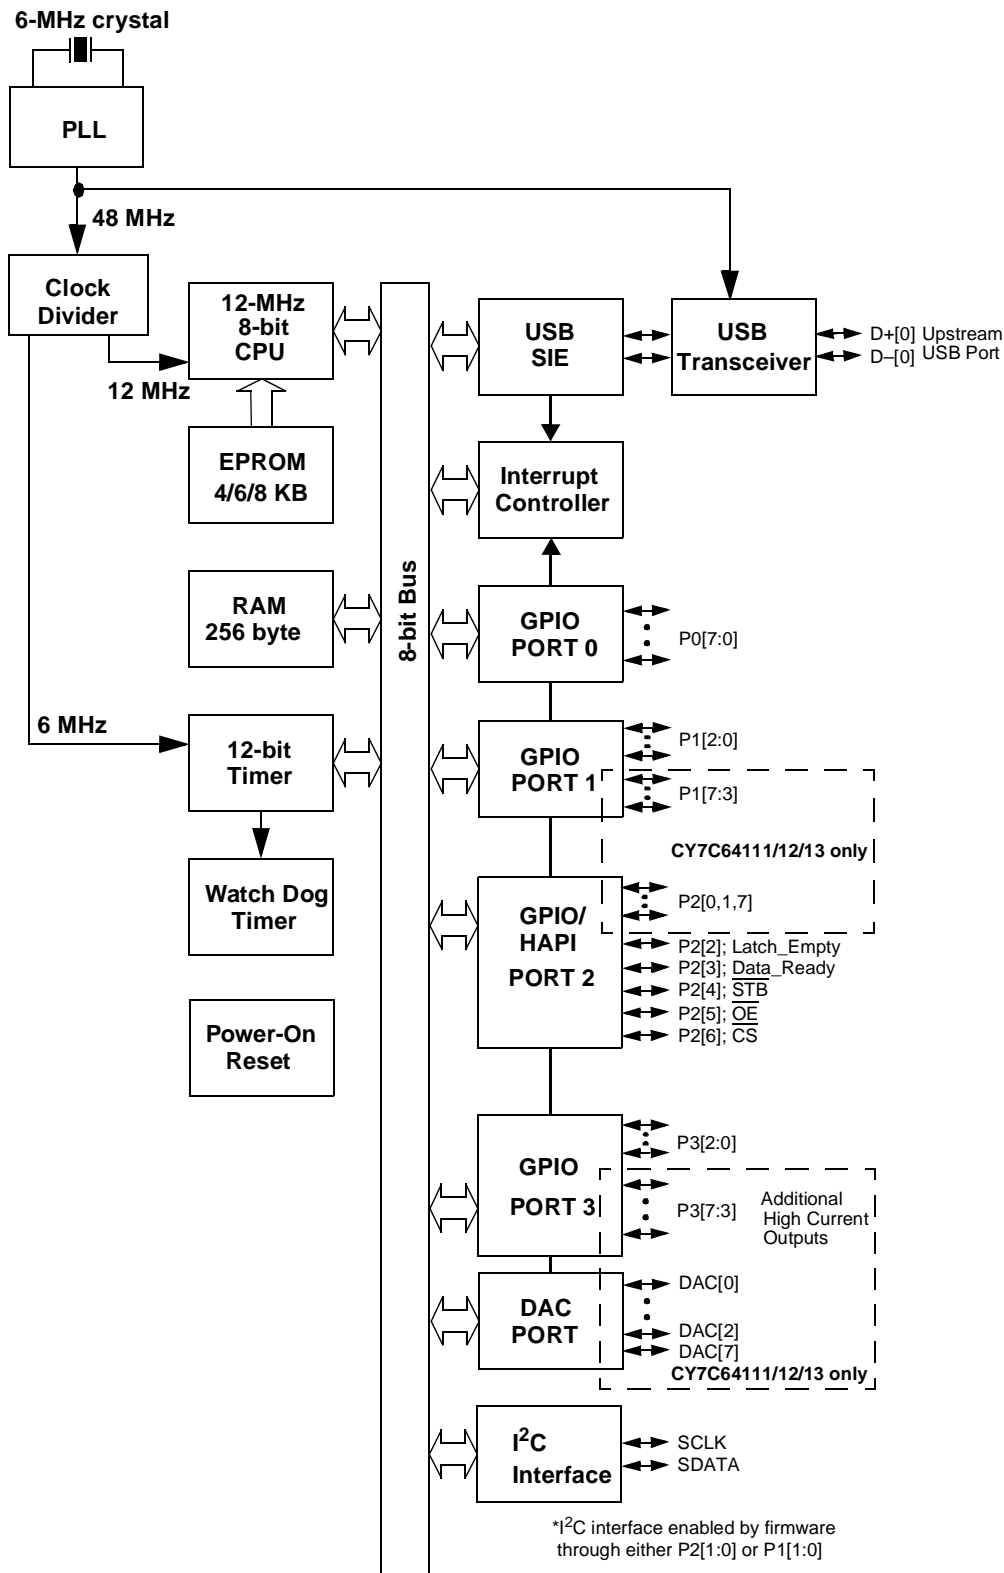 6-MHz crystal
PLL
48 MHz
Clock
Divider
12-MHz
8-bit
CPU
12 MHz
USB
SIE
USB
Transceiver
D+[0] Upstream
D–[0] USB Port
EPROM
4/6/8 KB
Interrupt
Controller
8-bit Bus
RAM
256 byte
GPIO
PORT 0
P0[7:0]
6 MHz
12-bit
Timer
GPIO
PORT 1
P1[2:0]
P1[7:3]
CY7C64111/12/13 only
Watch Dog
Timer
GPIO/
HAPI
PORT 2
P2[0,1,7]
P2[2]; Latch_Empty
P2[3]; Data_Ready
P2[4]; STB
P2[5]; OE
P2[6]; CS
Power-On
Reset
GPIO
PORT 3
P3[2:0]
P3[7:3]
Additional
High Current
Outputs
DAC
PORT
DAC[0]
DAC[2]
DAC[7]
CY7C64111/12/13 only
I²C
Interface
SCLK
SDATA
*I²C interface enabled by firmware
through either P2[1:0] or P1[1:0]